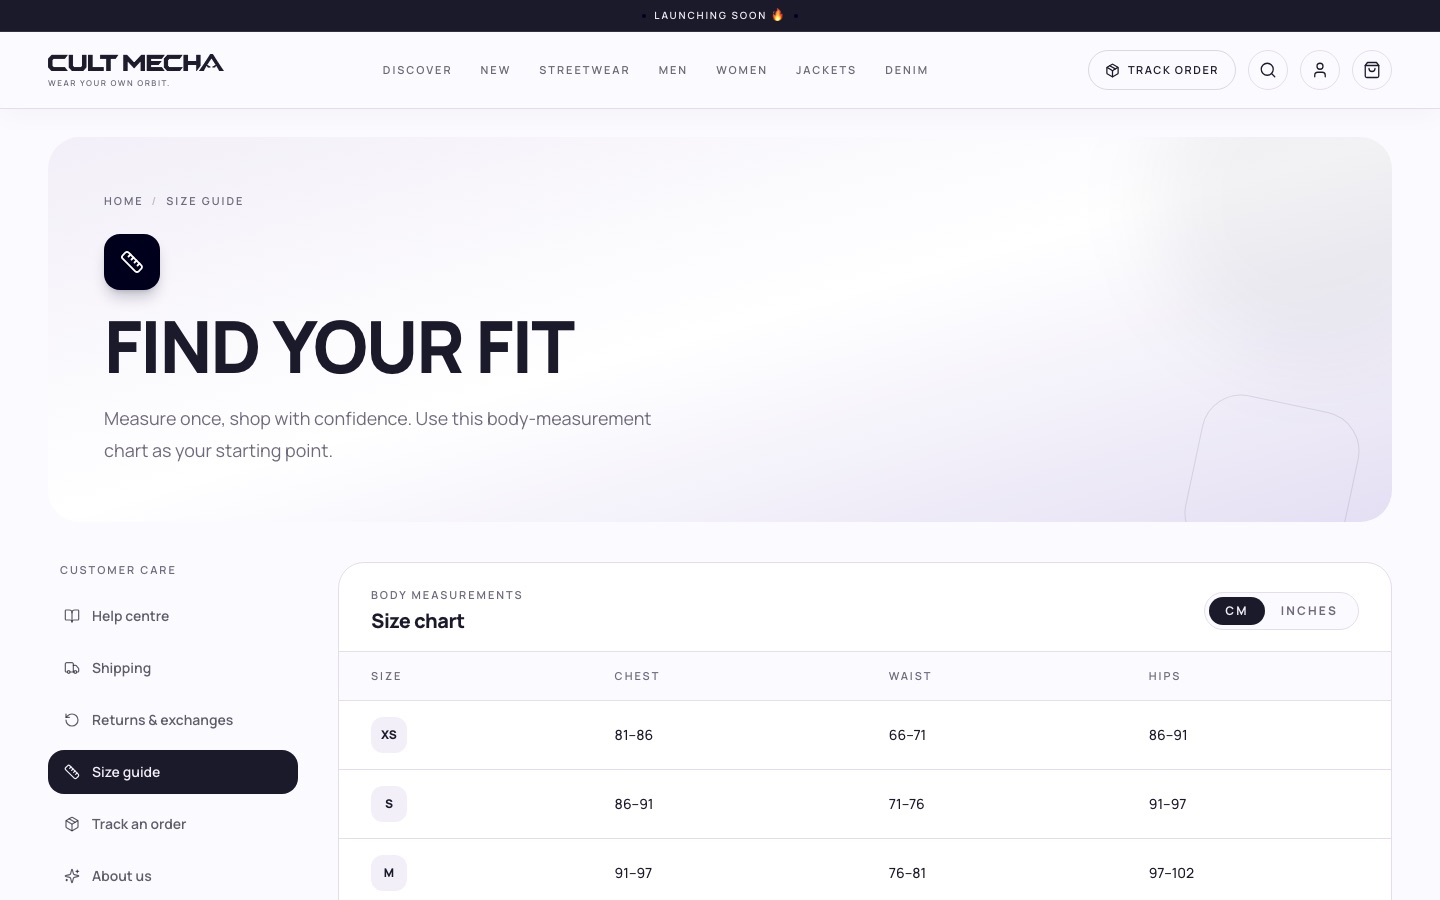 LAUNCHING SOON 🔥
CULT MECHA
WEAR YOUR OWN ORBIT.
DISCOVER NEW STREETWEAR MEN WOMEN JACKETS DENIM
TRACK ORDER
HOME / SIZE GUIDE
FIND YOUR FIT
Measure once, shop with confidence. Use this body-measurement
chart as your starting point.
CUSTOMER CARE
Help centre
Shipping
Returns & exchanges
Size guide
Track an order
About us
BODY MEASUREMENTS
Size chart
CM INCHES
SIZE CHEST WAIST HIPS
XS 81–86 66–71 86–91
S 86–91 71–76 91–97
M 91–97 76–81 97–102